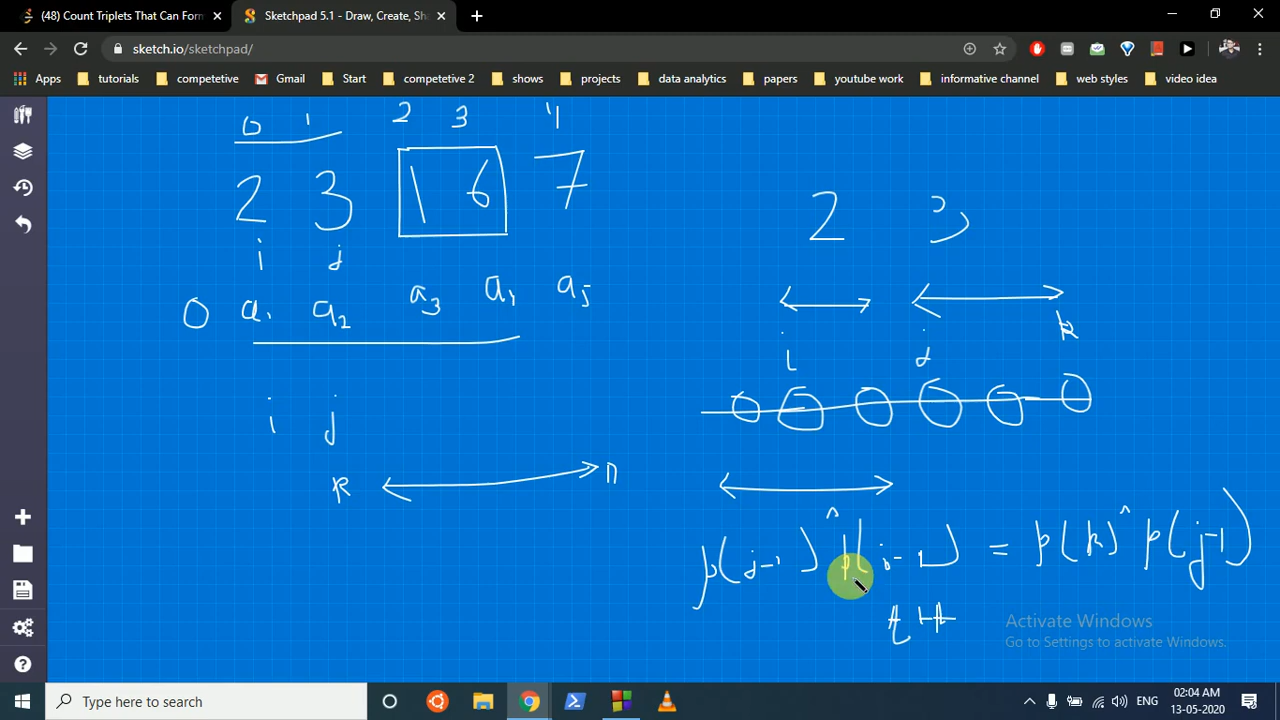 (48) Count Triplets That Can Form
Sketchpad 5.1 - Draw, Create, Sha
sketch.io/sketchpad/
Apps tutorials competetive Gmail Start competetive 2 shows projects data analytics papers youtube work informative channel web styles video idea
0 1 2 3 4
2 3 1 6 7
2 3
i j
0 a1 a2 a3 a4 a5
k
i j
i j
k n
p(j-1) ^ p(i-1) = p(k) ^ p(j-1)
t++
Activate Windows
Go to Settings to activate Windows.
Type here to search
ENG
02:04 AM
13-05-2020